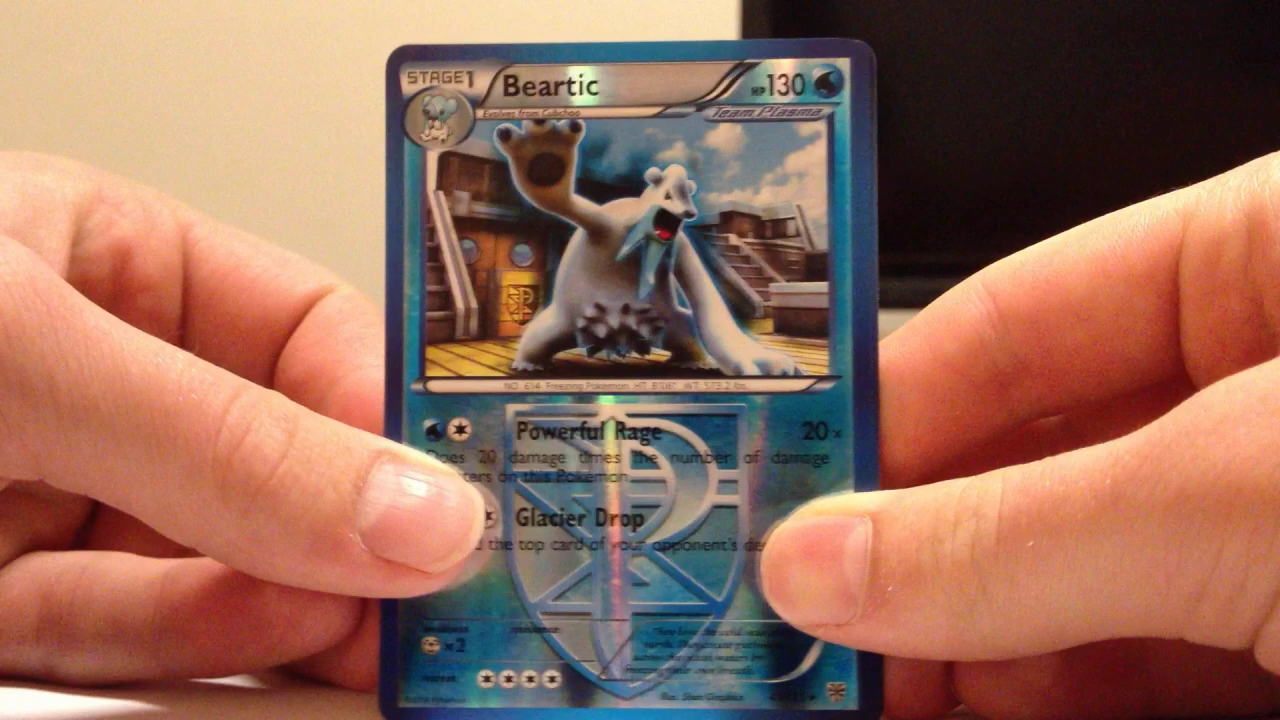 STAGE1 Beartic HP130
Evolves from Cubchoo Team Plasma
NO. 614 Freezing Pokémon HT: 8'06" WT: 573.2 lbs.
Powerful Rage 20×
Does 20 damage times the number of damage
ters on this Pokémon.
Glacier Drop
the top card of your opponent's de
weakness resistance
×2
retreat